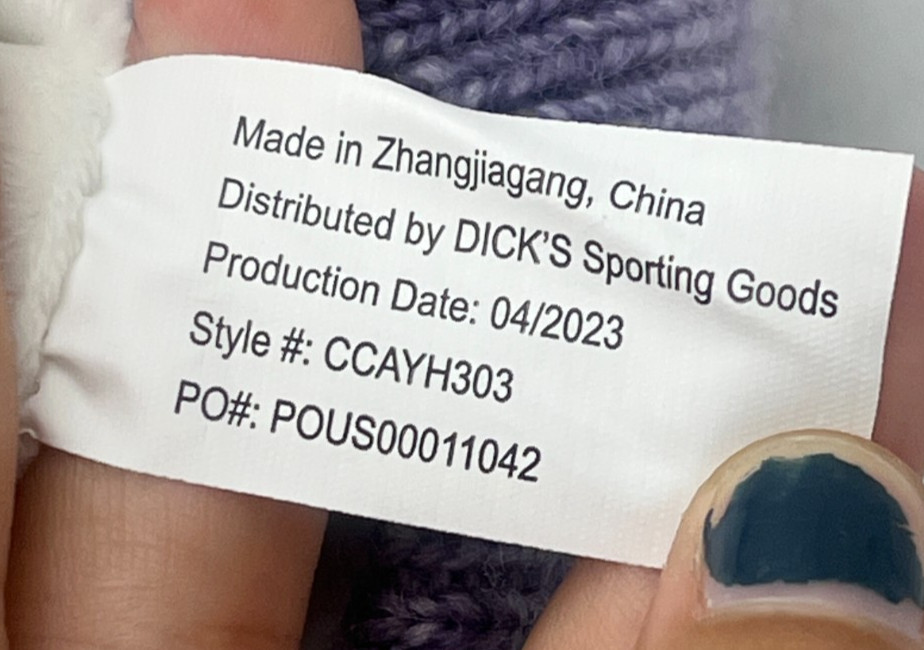 Made in Zhangjiagang, China
Distributed by DICK'S Sporting Goods
Production Date: 04/2023
Style #: CCAYH303
PO#: POUS00011042